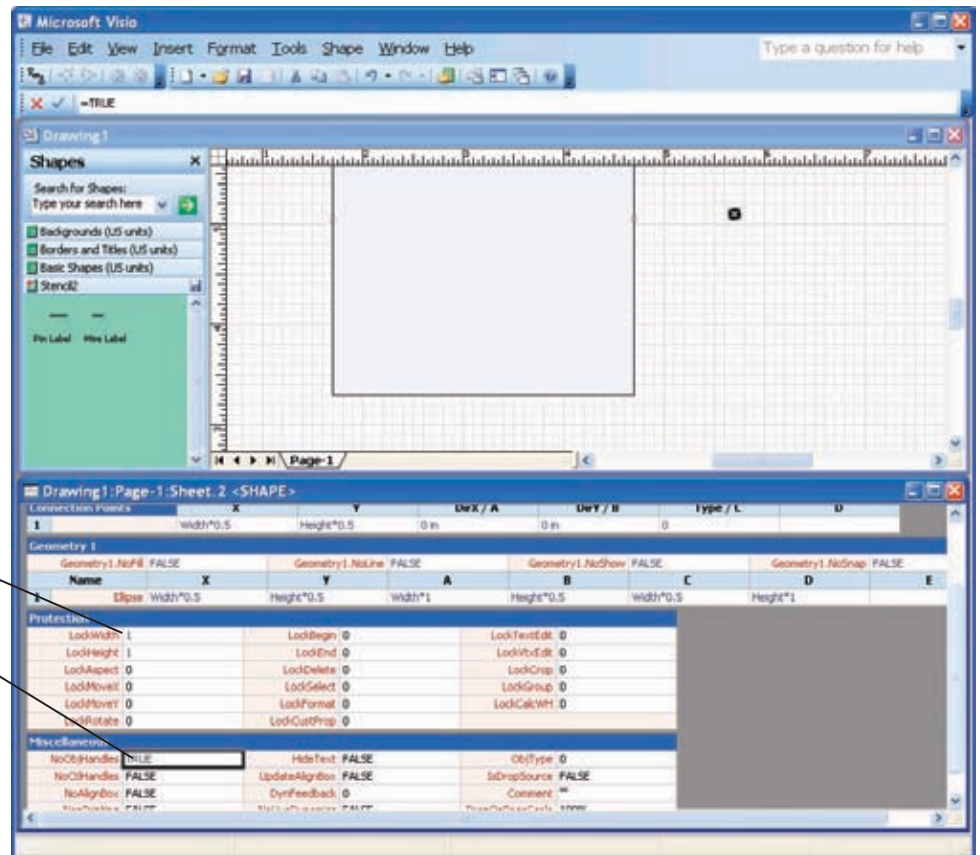 Microsoft Visio
File Edit View Insert Format Tools Shape Window Help Type a question for help
=TRUE
Drawing1
Shapes
Search for Shapes:
Type your search here
Backgrounds (US units)
Borders and Titles (US units)
Basic Shapes (US units)
Stencil2
Pin Label Wire Label
Page-1
Drawing1:Page-1:Sheet.2 <SHAPE>
Connection Points X Y DirX / A DirY / B Type / C D
1 Width*0.5 Height*0.5 0 in 0 in 0
Geometry 1
Geometry1.NoFill FALSE Geometry1.NoLine FALSE Geometry1.NoShow FALSE Geometry1.NoSnap FALSE
Name X Y A B C D E
1 Ellipse Width*0.5 Height*0.5 Width*1 Height*0.5 Width*0.5 Height*1
Protection
LockWidth 1 LockBegin 0 LockTextEdit 0
LockHeight 1 LockEnd 0 LockVtxEdit 0
LockAspect 0 LockDelete 0 LockCrop 0
LockMoveX 0 LockSelect 0 LockGroup 0
LockMoveY 0 LockFormat 0 LockCalcWH 0
LockRotate 0 LockCustProp 0
Miscellaneous
NoObjHandles TRUE HideText FALSE ObjType 0
NoCtlHandles FALSE UpdateAlignBox FALSE IsDropSource FALSE
NoAlignBox FALSE DynFeedback 0 Comment ""